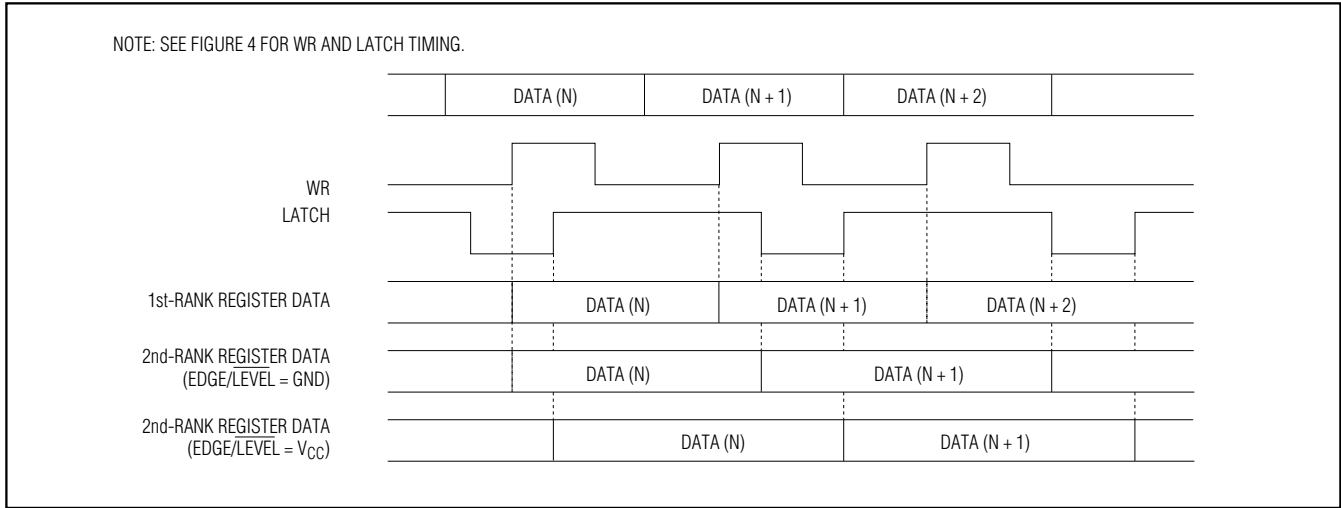 NOTE: SEE FIGURE 4 FOR WR AND LATCH TIMING.
DATA (N) DATA (N + 1) DATA (N + 2)
WR
LATCH
1st-RANK REGISTER DATA DATA (N) DATA (N + 1) DATA (N + 2)
2nd-RANK REGISTER DATA
(EDGE/LEVEL = GND) DATA (N) DATA (N + 1)
2nd-RANK REGISTER DATA
(EDGE/LEVEL = VCC) DATA (N) DATA (N + 1)